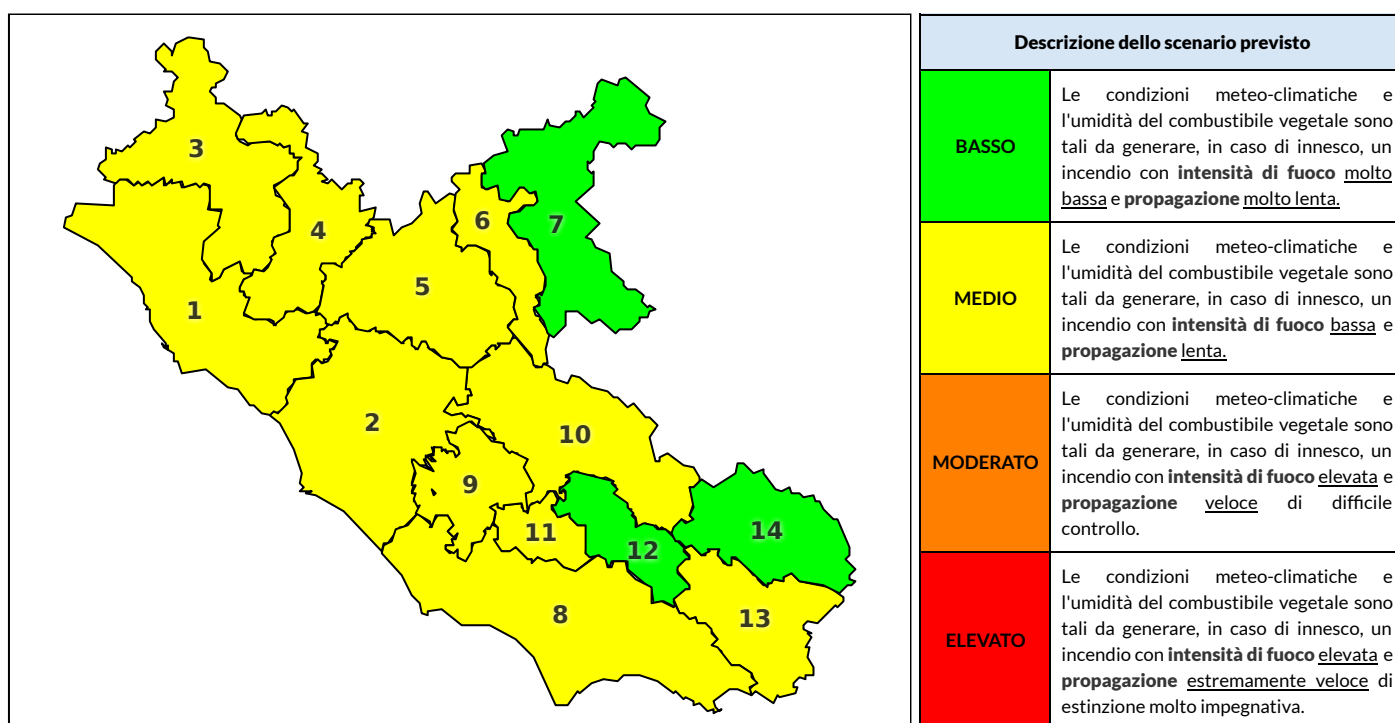 3
4
6
7
5
1
2
10
9
11
12
14
8
13
Descrizione dello scenario previsto
BASSO
Le condizioni meteo-climatiche e
l'umidità del combustibile vegetale sono
tali da generare, in caso di innesco, un
incendio con intensità di fuoco molto
bassa e propagazione molto lenta.
MEDIO
Le condizioni meteo-climatiche e
l'umidità del combustibile vegetale sono
tali da generare, in caso di innesco, un
incendio con intensità di fuoco bassa e
propagazione lenta.
MODERATO
Le condizioni meteo-climatiche e
l'umidità del combustibile vegetale sono
tali da generare, in caso di innesco, un
incendio con intensità di fuoco elevata e
propagazione veloce di difficile
controllo.
ELEVATO
Le condizioni meteo-climatiche e
l'umidità del combustibile vegetale sono
tali da generare, in caso di innesco, un
incendio con intensità di fuoco elevata e
propagazione estremamente veloce di
estinzione molto impegnativa.